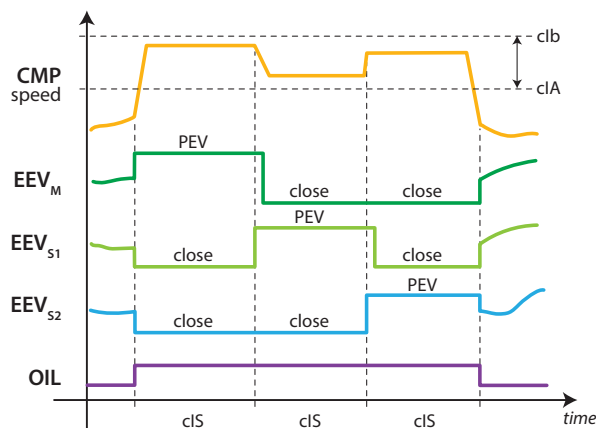 CMP
speed
clb
clA
PEV
EEVM
close
close
PEV
EEVS1
close
close
PEV
EEVS2
close
close
OIL
clS
clS
clS
time